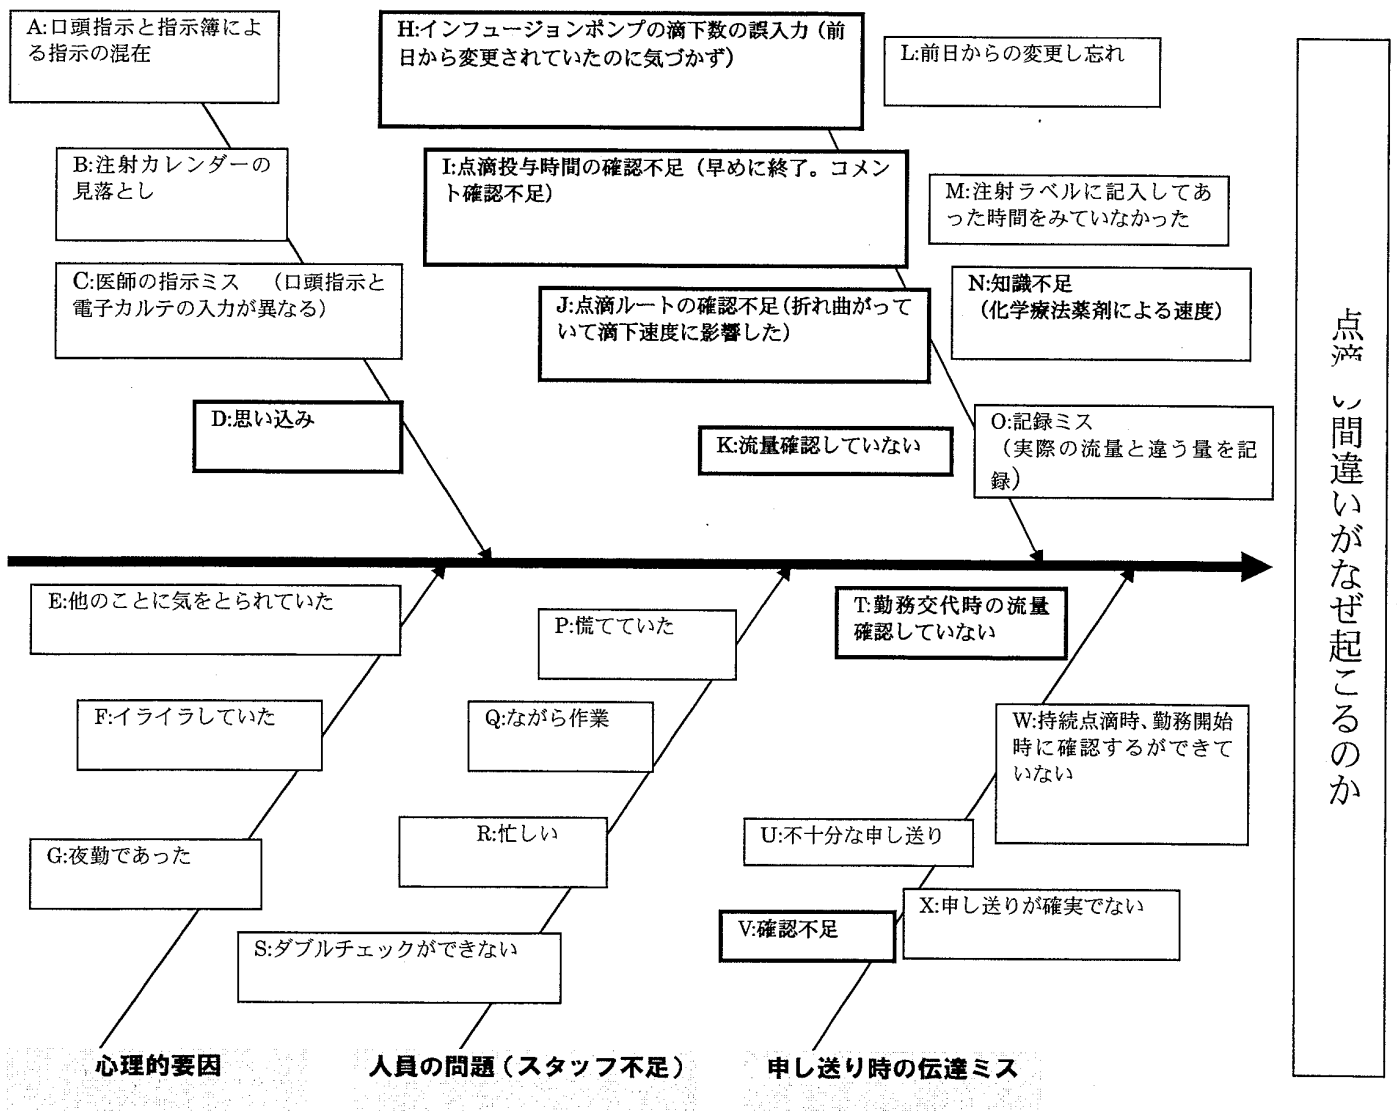 A:口頭指示と指示簿によ
る指示の混在
H:インフュージョンポンプの滴下数の誤入力（前
日から変更されていたのに気づかず）
L:前日からの変更し忘れ
B:注射カレンダーの
見落とし
I:点滴投与時間の確認不足（早めに終了。コメン
ト確認不足）
M:注射ラベルに記入してあ
った時間をみていなかった
C:医師の指示ミス　（口頭指示と
電子カルテの入力が異なる）
J:点滴ルートの確認不足（折れ曲がって
いて滴下速度に影響した）
N:知識不足
（化学療法薬剤による速度）
D:思い込み
K:流量確認していない
O:記録ミス
（実際の流量と違う量を記
録）
E:他のことに気をとられていた
P:慌てていた
T:勤務交代時の流量
確認していない
F:イライラしていた
Q:ながら作業
W:持続点滴時、勤務開始
時に確認するができて
いない
G:夜勤であった
R:忙しい
U:不十分な申し送り
S:ダブルチェックができない
V:確認不足
X:申し送りが確実でない
心理的要因
人員の問題（スタッフ不足）
申し送り時の伝達ミス
点滴の間違いがなぜ起こるのか